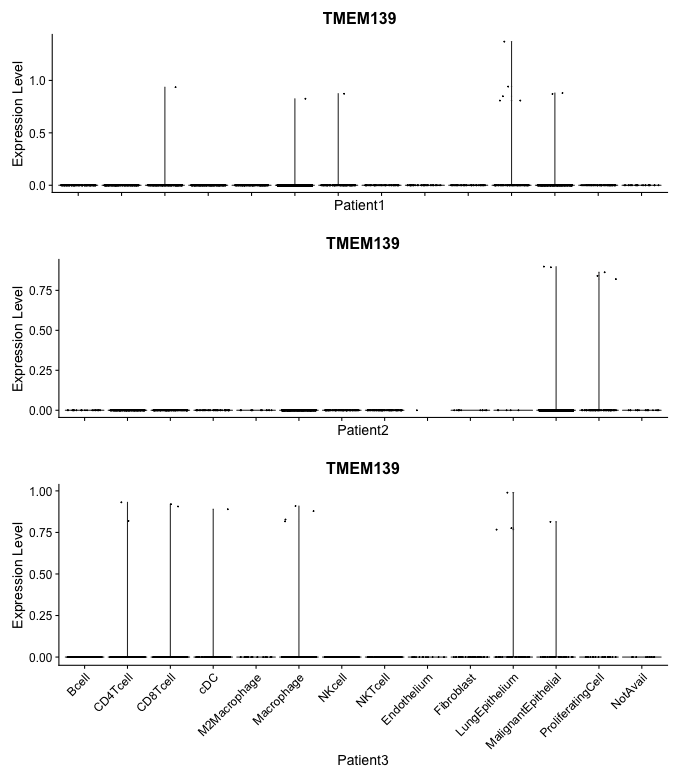 TMEM139
Expression Level
1.0
0.5
0.0
Patient1
TMEM139
Expression Level
0.75
0.50
0.25
0.00
Patient2
TMEM139
Expression Level
1.00
0.75
0.50
0.25
0.00
Bcell
CD4Tcell
CD8Tcell
cDC
M2Macrophage
Macrophage
NKcell
NKTcell
Endothelium
Fibroblast
LungEpithelium
MalignantEpithelial
ProliferatingCell
NotAvail
Patient3